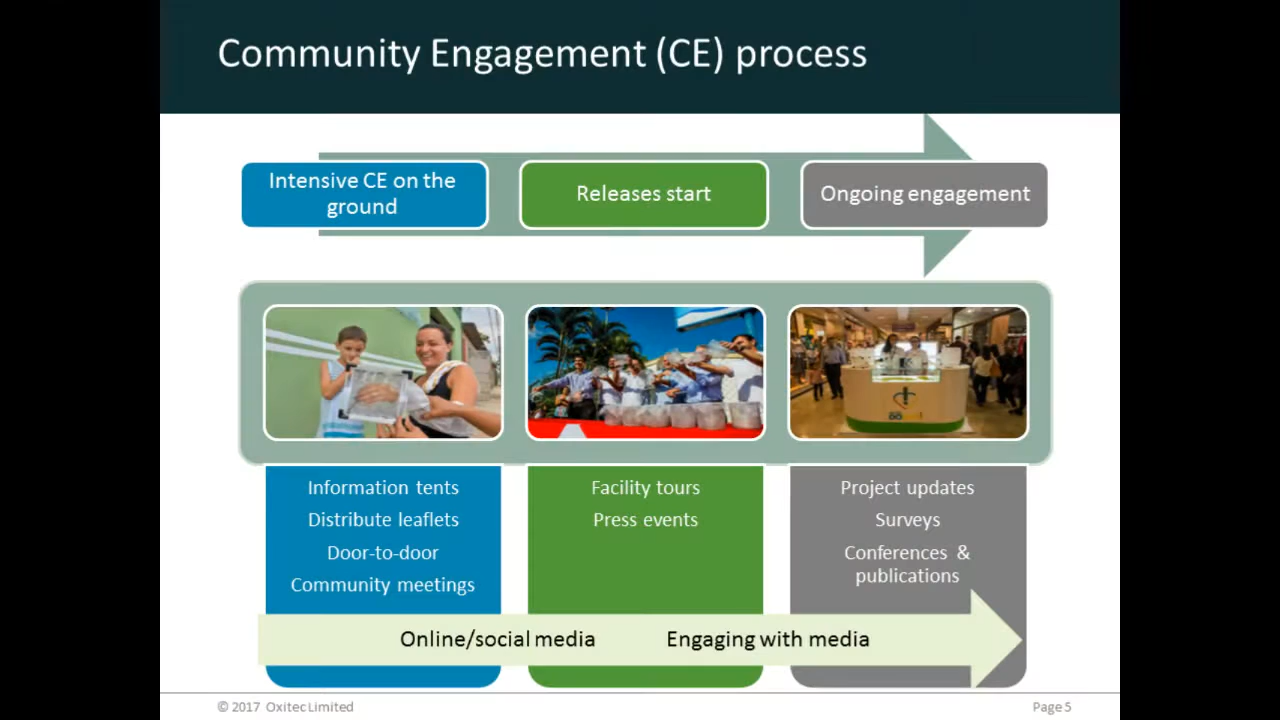 Community Engagement (CE) process
Intensive CE on the
ground
Releases start
Ongoing engagement
Information tents
Distribute leaflets
Door-to-door
Community meetings
Facility tours
Press events
Project updates
Surveys
Conferences &
publications
Online/social media
Engaging with media
© 2017 Oxitec Limited
Page 5